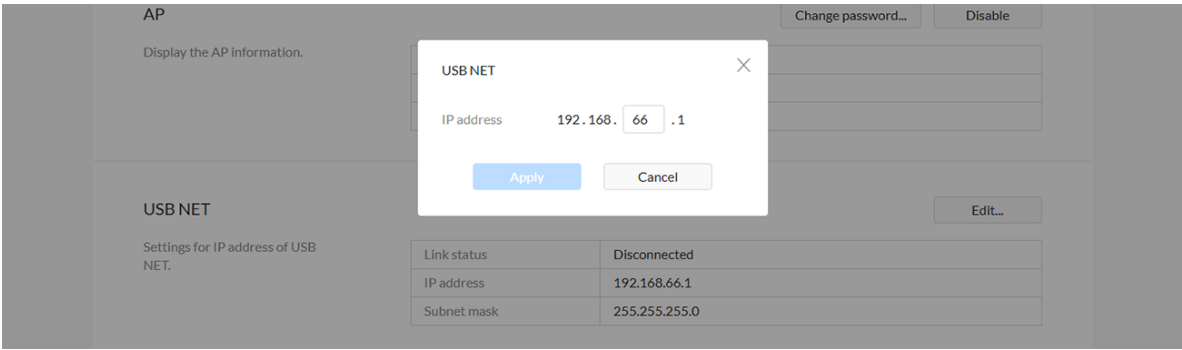 AP
Change password...
Disable
Display the AP information.
USB NET
IP address
192.168. 66 .1
Apply
Cancel
USB NET
Edit...
Settings for IP address of USB
NET.
Link status
Disconnected
IP address
192.168.66.1
Subnet mask
255.255.255.0